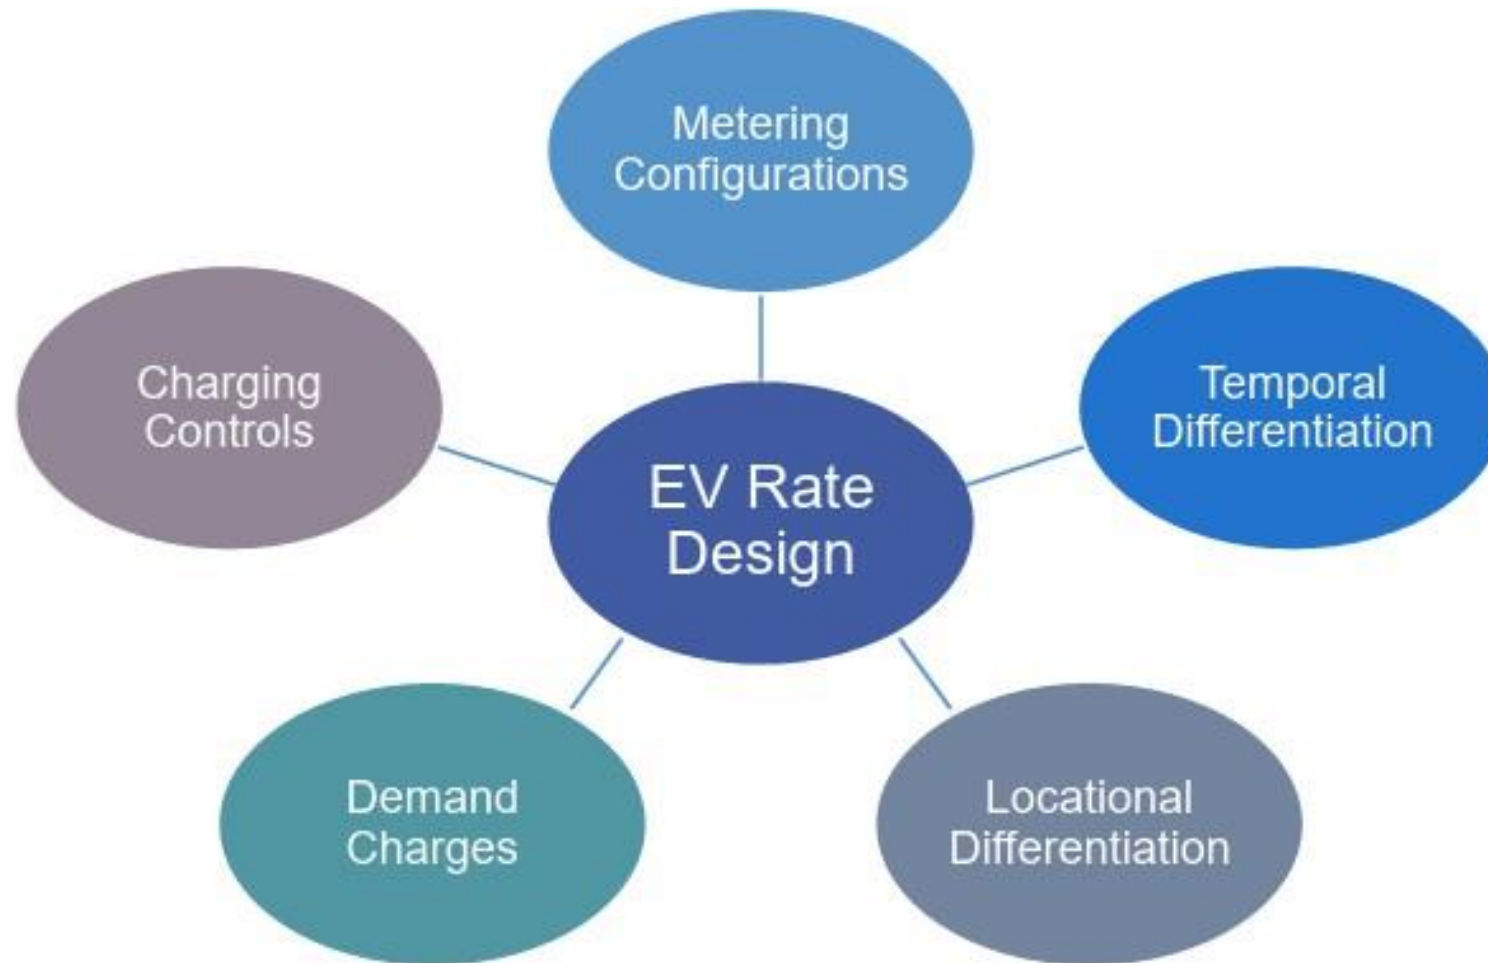 Metering
Configurations
Charging
Controls
Temporal
Differentiation
EV Rate
Design
Demand
Charges
Locational
Differentiation